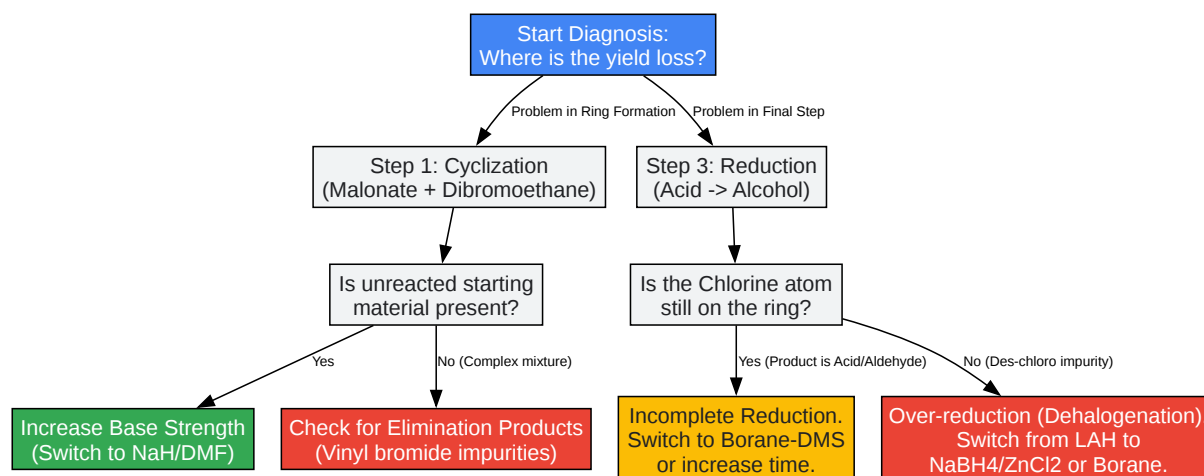 Start Diagnosis:
Where is the yield loss?
Problem in Ring Formation
Problem in Final Step
Step 1: Cyclization
(Malonate + Dibromoethane)
Step 3: Reduction
(Acid -> Alcohol)
Is unreacted starting
material present?
Is the Chlorine atom
still on the ring?
Yes
No (Complex mixture)
Yes (Product is Acid/Aldehyde)
No (Des-chloro impurity)
Increase Base Strength
(Switch to NaH/DMF)
Check for Elimination Products
(Vinyl bromide impurities)
Incomplete Reduction.
Switch to Borane-DMS
or increase time.
Over-reduction (Dehalogenation)
Switch from LAH to
NaBH4/ZnCl2 or Borane.